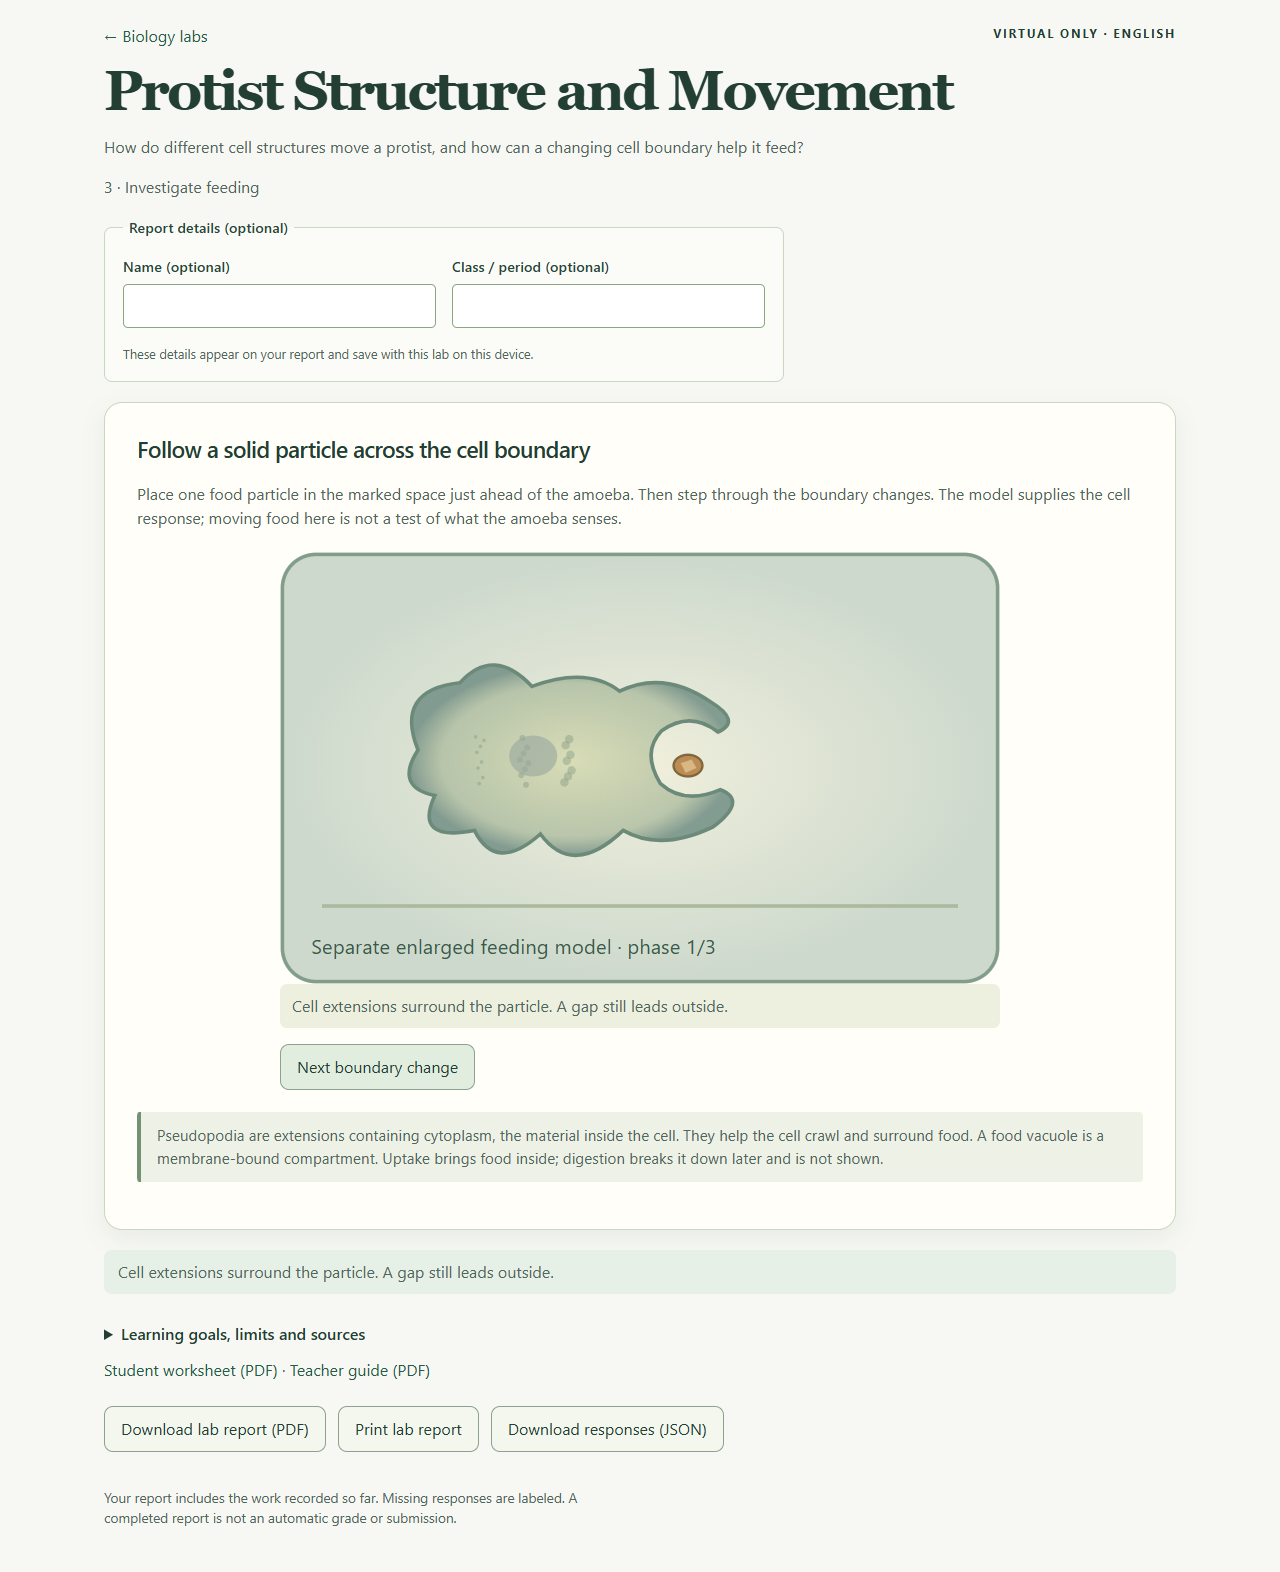 ← Biology labs
VIRTUAL ONLY · ENGLISH
Protist Structure and Movement
How do different cell structures move a protist, and how can a changing cell boundary help it feed?
3 · Investigate feeding
Report details (optional)
Name (optional)
Class / period (optional)
These details appear on your report and save with this lab on this device.
Follow a solid particle across the cell boundary
Place one food particle in the marked space just ahead of the amoeba. Then step through the boundary changes. The model supplies the cell
response; moving food here is not a test of what the amoeba senses.
Separate enlarged feeding model · phase 1/3
Cell extensions surround the particle. A gap still leads outside.
Next boundary change
Pseudopodia are extensions containing cytoplasm, the material inside the cell. They help the cell crawl and surround food. A food vacuole is a
membrane-bound compartment. Uptake brings food inside; digestion breaks it down later and is not shown.
Cell extensions surround the particle. A gap still leads outside.
▶ Learning goals, limits and sources
Student worksheet (PDF) · Teacher guide (PDF)
Download lab report (PDF)
Print lab report
Download responses (JSON)
Your report includes the work recorded so far. Missing responses are labeled. A
completed report is not an automatic grade or submission.